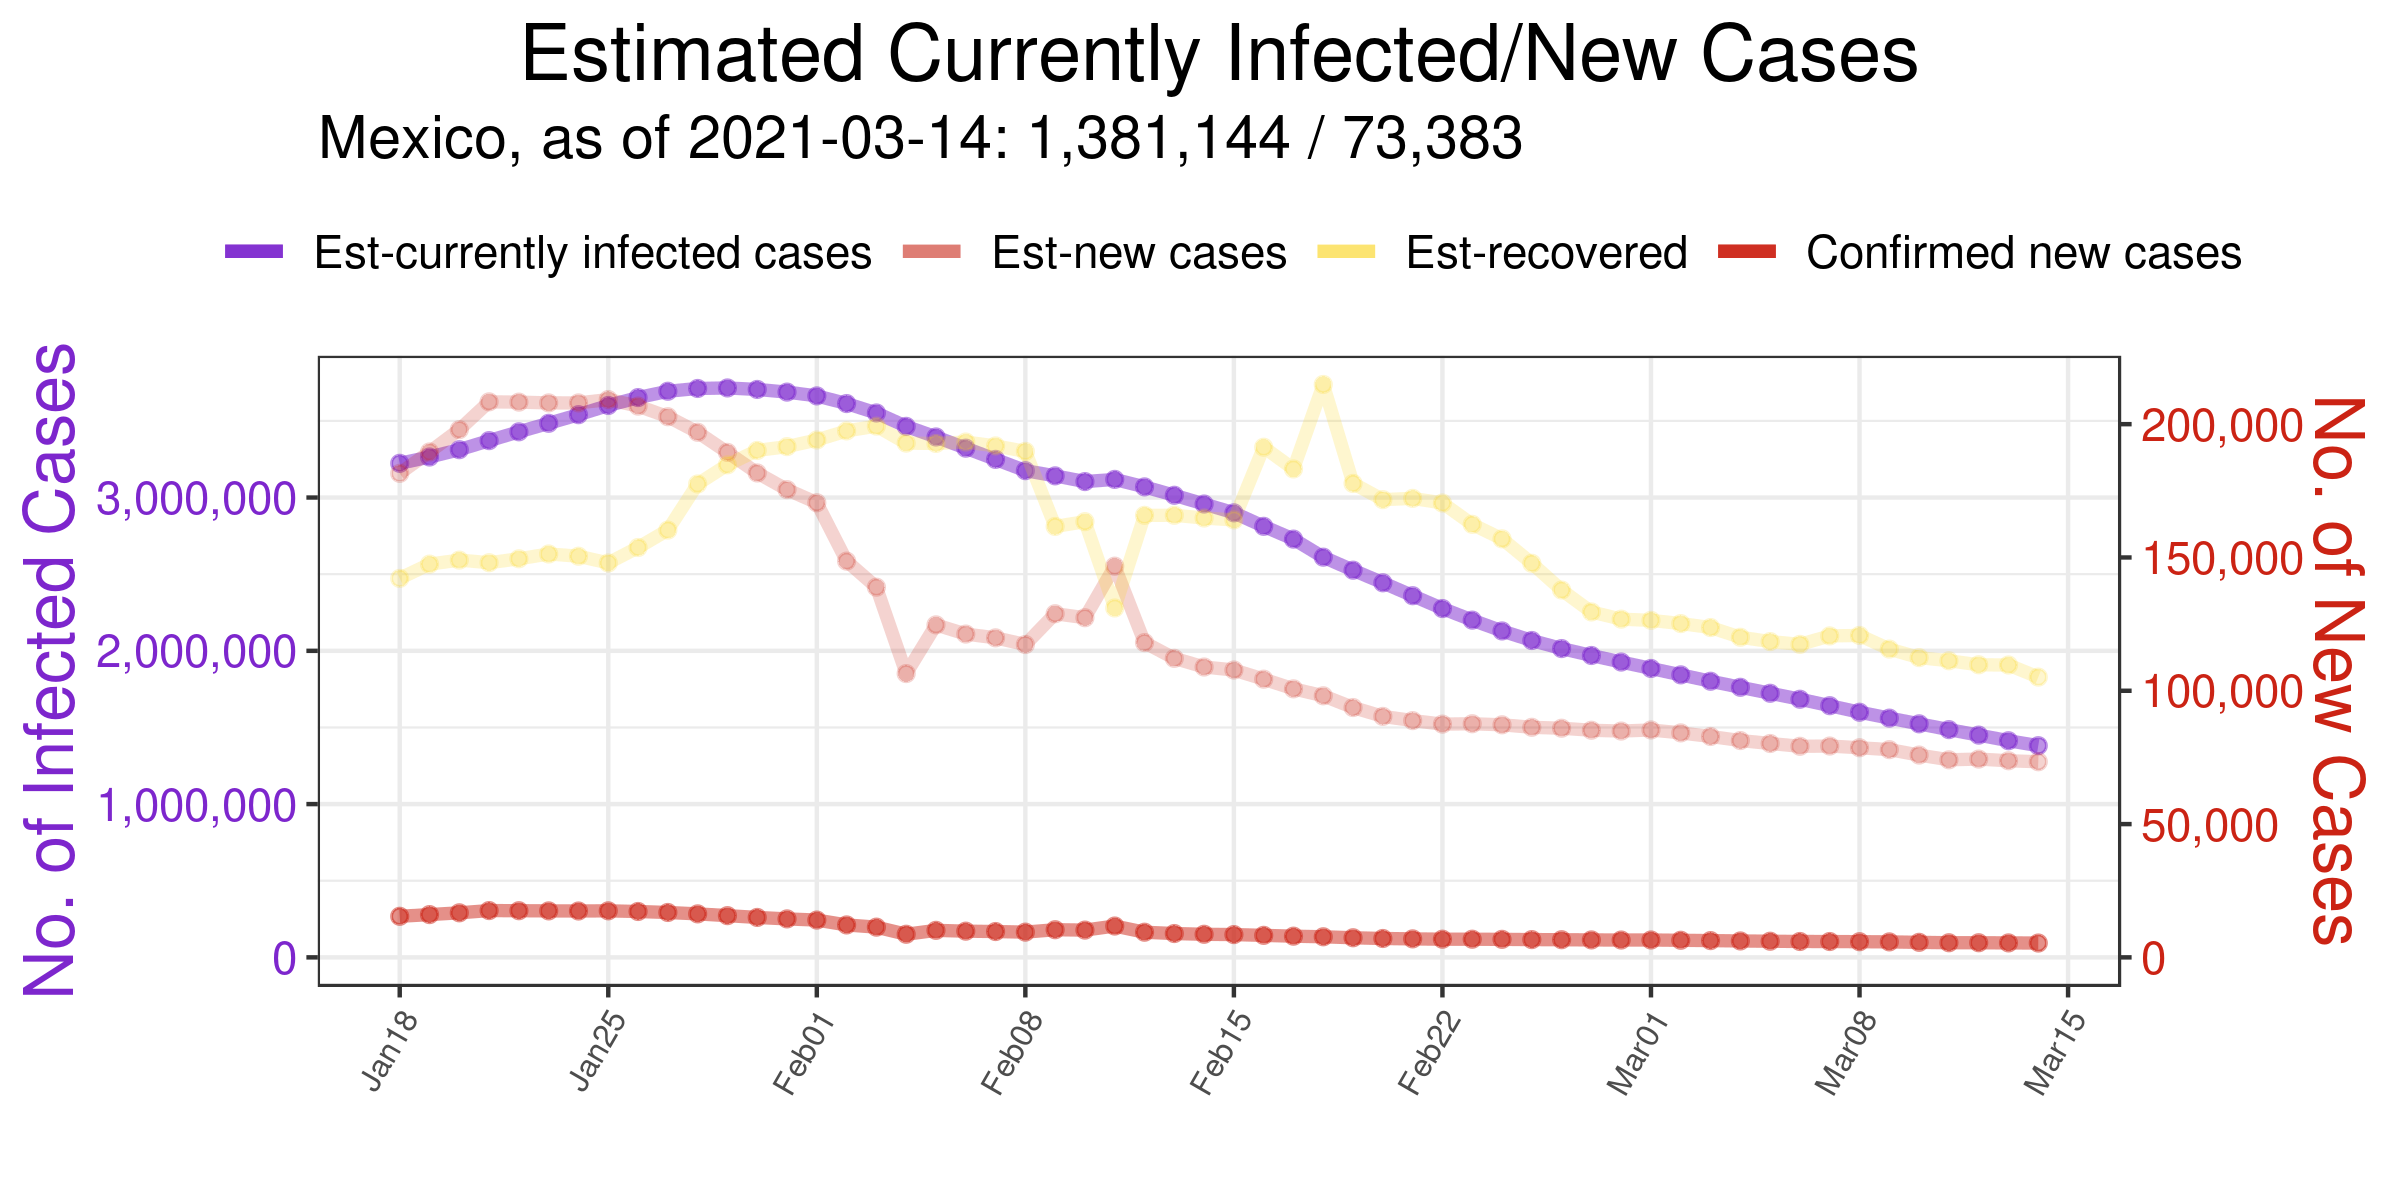 Estimated Currently Infected/New Cases
Mexico, as of 2021-03-14: 1,381,144 / 73,383
Est-currently infected cases Est-new cases Est-recovered Confirmed new cases
No. of Infected Cases
3,000,000
2,000,000
1,000,000
0
200,000
150,000
100,000
50,000
0
No. of New Cases
Jan18 Jan25 Feb01 Feb08 Feb15 Feb22 Mar01 Mar08 Mar15